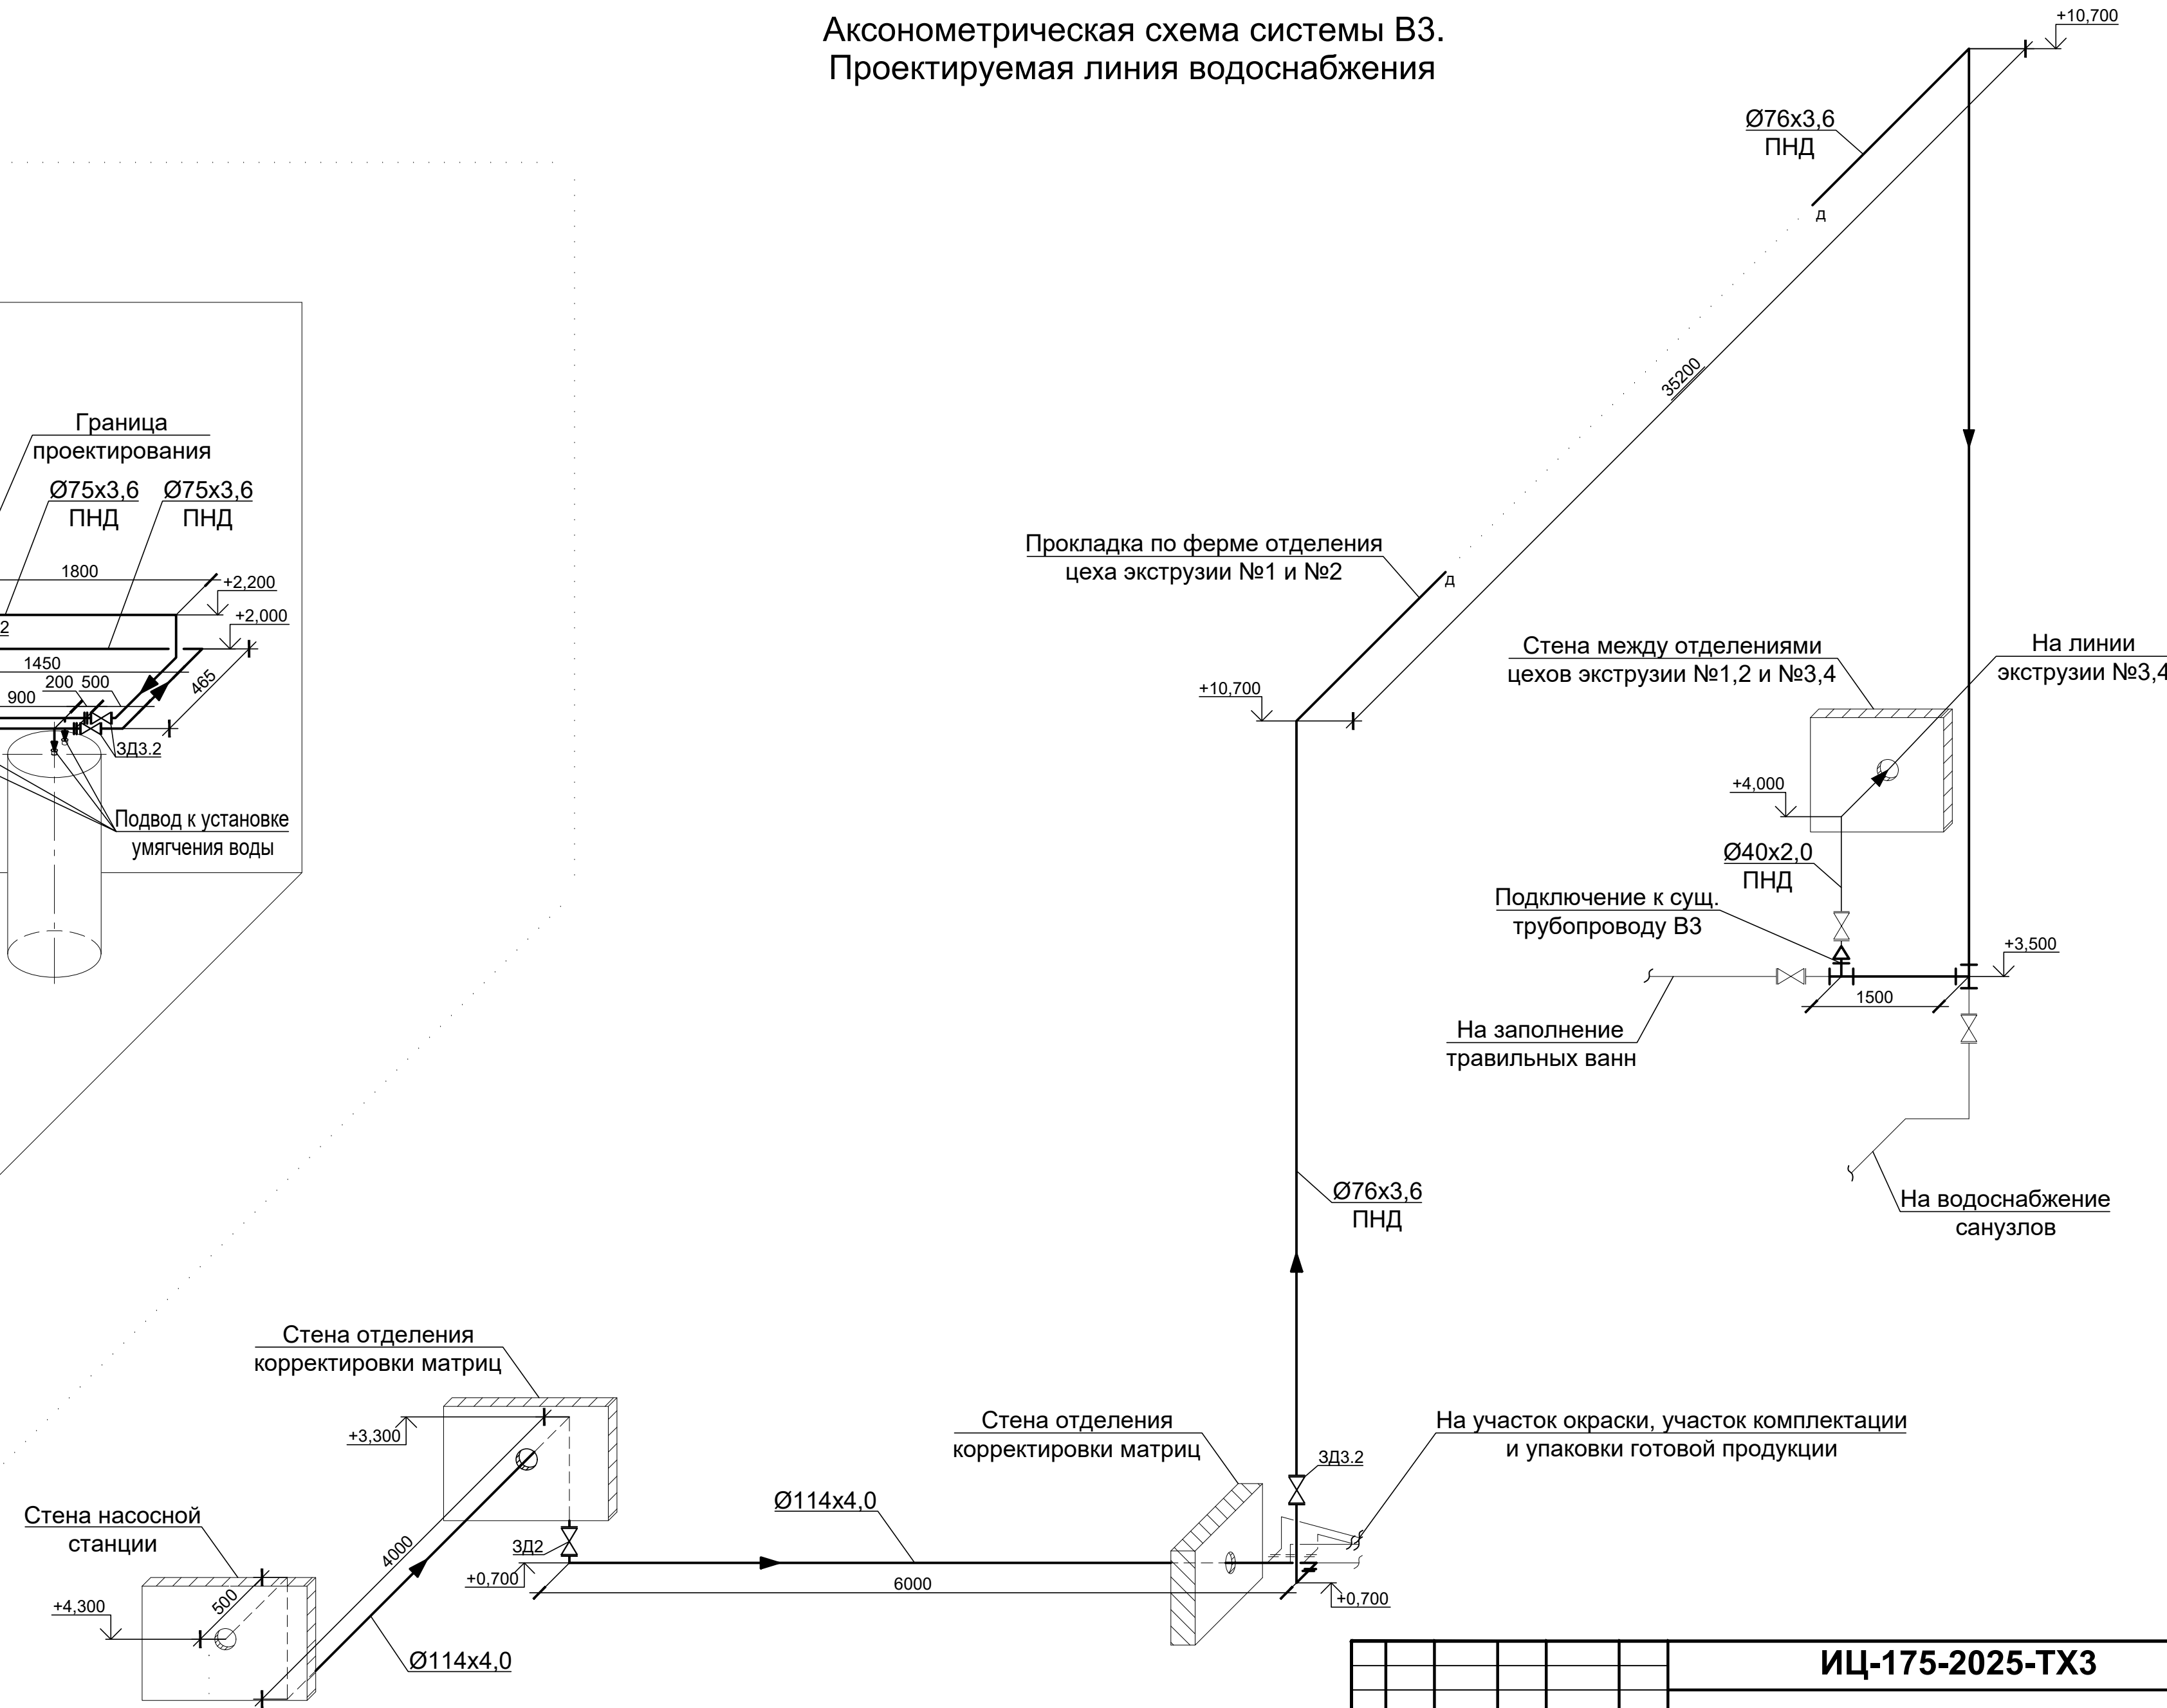 Аксонометрическая схема системы В3.
Проектируемая линия водоснабжения
+10,700
Ø76х3,6
ПНД
д
35200
Граница
проектирования
Ø75х3,6
ПНД
Ø75х3,6
ПНД
1800
+2,200
+2,000
2
1450
200
500
900
465
ЗД3.2
Подвод к установке
умягчения воды
Прокладка по ферме отделения
цеха экструзии №1 и №2
д
+10,700
Стена между отделениями
цехов экструзии №1,2 и №3,4
На линии
экструзии №3,4
+4,000
Ø40х2,0
ПНД
Подключение к сущ.
трубопроводу В3
+3,500
1500
На заполнение
травильных ванн
На водоснабжение
санузлов
Ø76х3,6
ПНД
Стена отделения
корректировки матриц
+3,300
Стена отделения
корректировки матриц
На участок окраски, участок комплектации
и упаковки готовой продукции
ЗД3.2
Стена насосной
станции
4000
ЗД2
Ø114х4,0
+0,700
6000
+0,700
500
+4,300
Ø114х4,0
ИЦ-175-2025-ТХ3